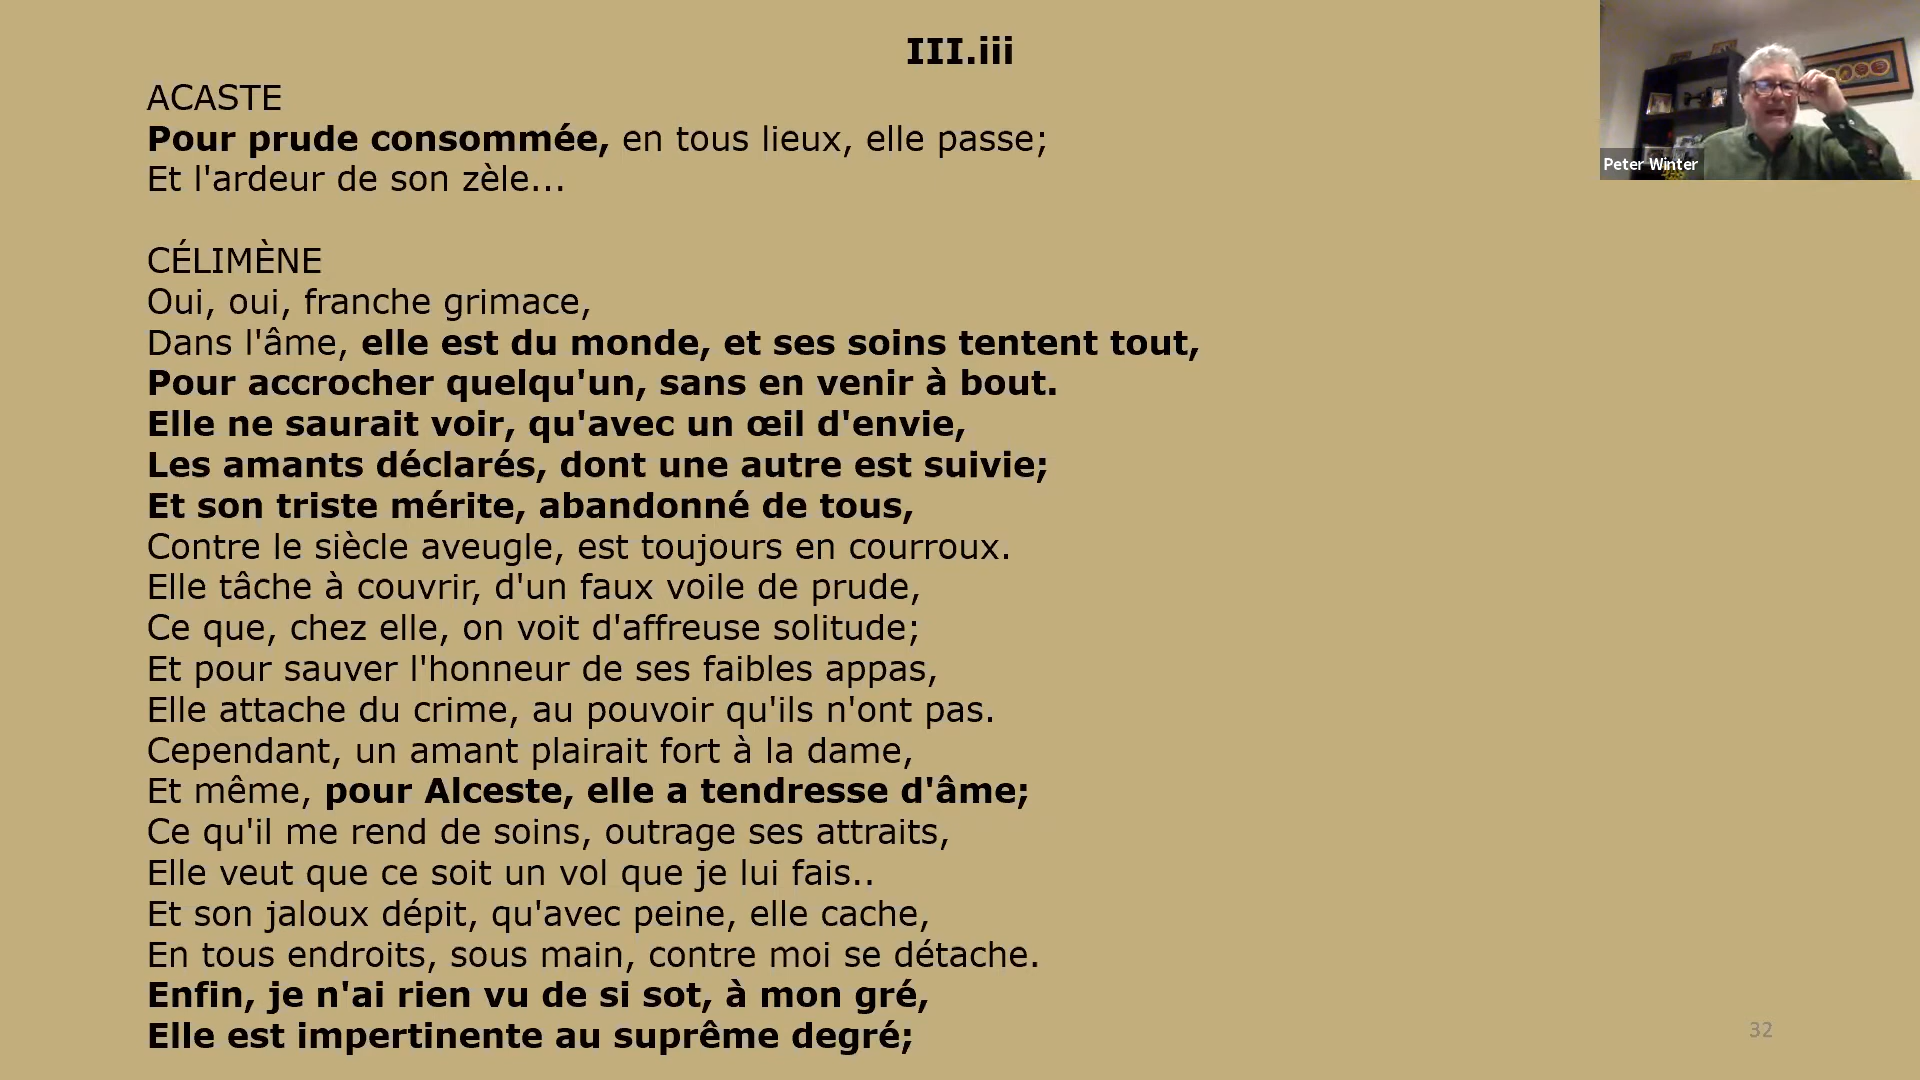 III.iii
ACASTE
Pour prude consommée, en tous lieux, elle passe;
Et l'ardeur de son zèle...
CÉLIMÈNE
Oui, oui, franche grimace,
Dans l'âme, elle est du monde, et ses soins tentent tout,
Pour accrocher quelqu'un, sans en venir à bout.
Elle ne saurait voir, qu'avec un œil d'envie,
Les amants déclarés, dont une autre est suivie;
Et son triste mérite, abandonné de tous,
Contre le siècle aveugle, est toujours en courroux.
Elle tâche à couvrir, d'un faux voile de prude,
Ce que, chez elle, on voit d'affreuse solitude;
Et pour sauver l'honneur de ses faibles appas,
Elle attache du crime, au pouvoir qu'ils n'ont pas.
Cependant, un amant plairait fort à la dame,
Et même, pour Alceste, elle a tendresse d'âme;
Ce qu'il me rend de soins, outrage ses attraits,
Elle veut que ce soit un vol que je lui fais..
Et son jaloux dépit, qu'avec peine, elle cache,
En tous endroits, sous main, contre moi se détache.
Enfin, je n'ai rien vu de si sot, à mon gré,
Elle est impertinente au suprême degré;
Peter Winter
32